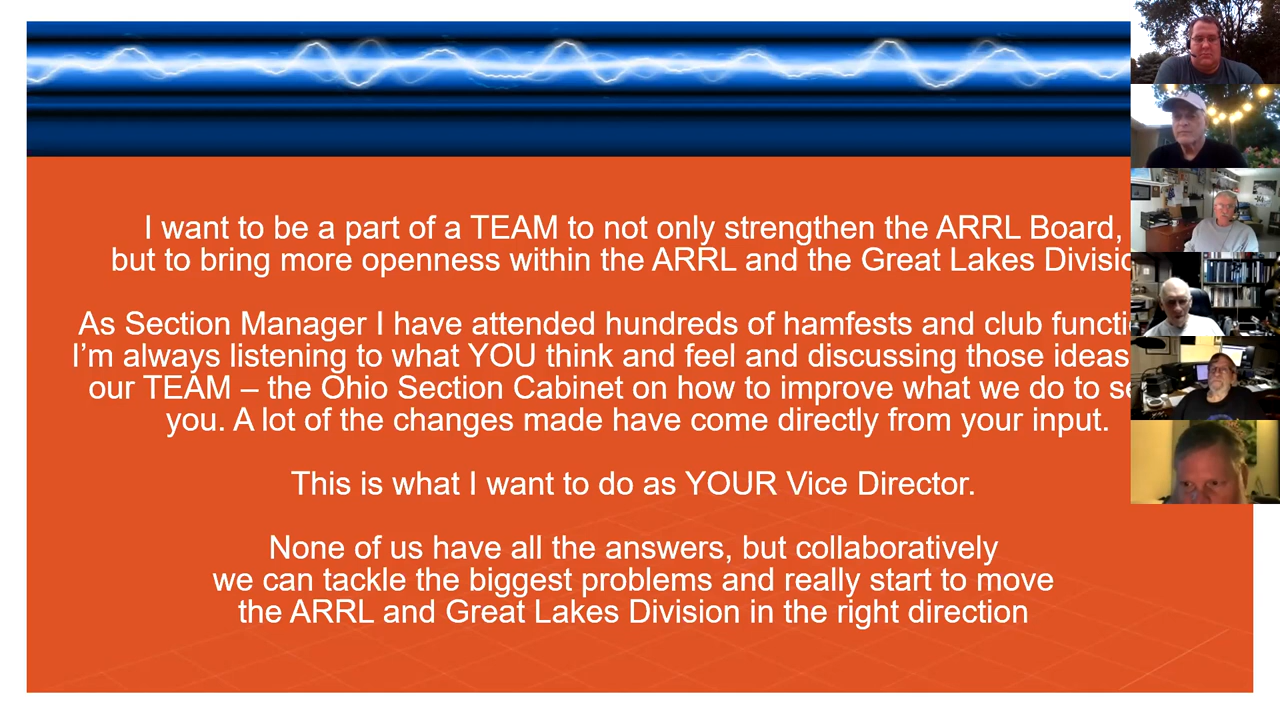 I want to be a part of a TEAM to not only strengthen the ARRL Board,
but to bring more openness within the ARRL and the Great Lakes
As Section Manager I have attended hundreds of hamfests and club
I'm always listening to what YOU think and feel and discussing those ideas
our TEAM – the Ohio Section Cabinet on how to improve what we do to
you. A lot of the changes made have come directly from your input.
This is what I want to do as YOUR Vice Director.
None of us have all the answers, but collaboratively
we can tackle the biggest problems and really start to move
the ARRL and Great Lakes Division in the right direction